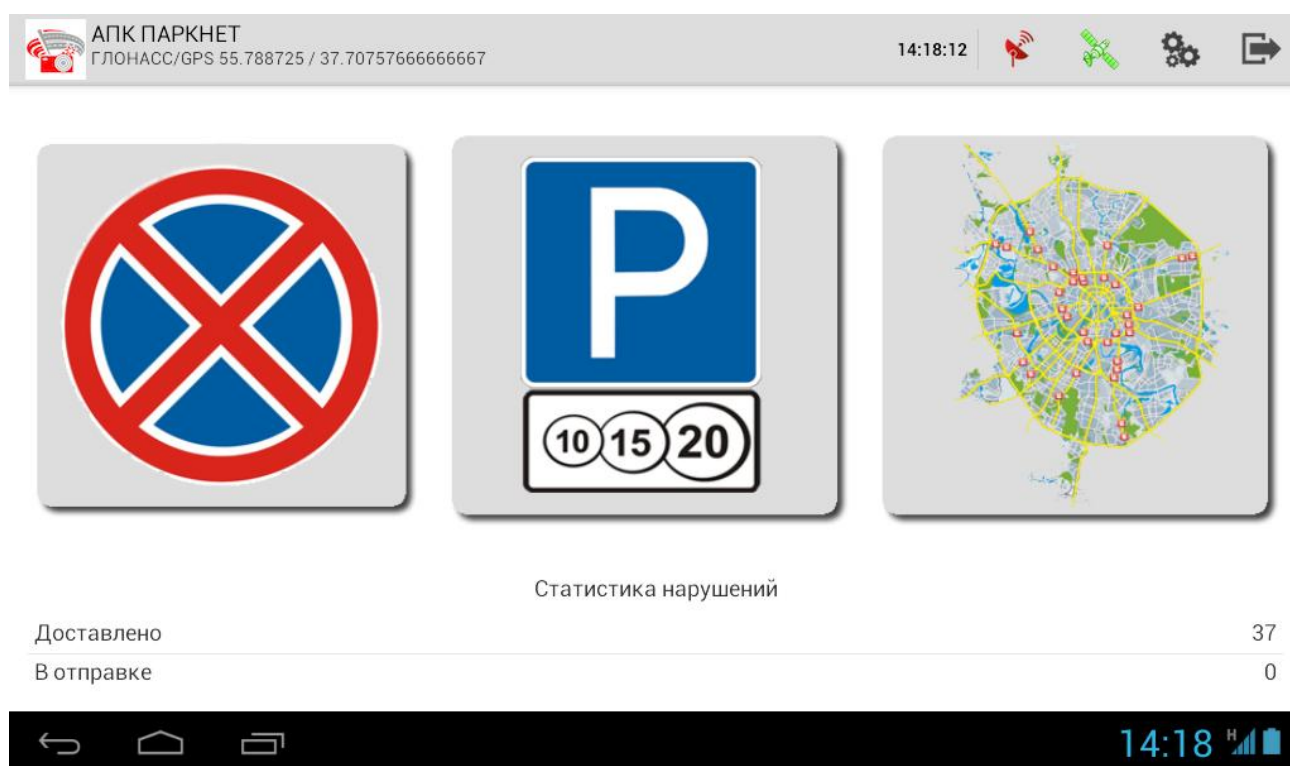 АПК ПАРКНЕТ
ГЛОНАСС/GPS 55.788725 / 37.70757666666667
14:18:12
P
10 15 20
Статистика нарушений
Доставлено 37
В отправке 0
14:18 H